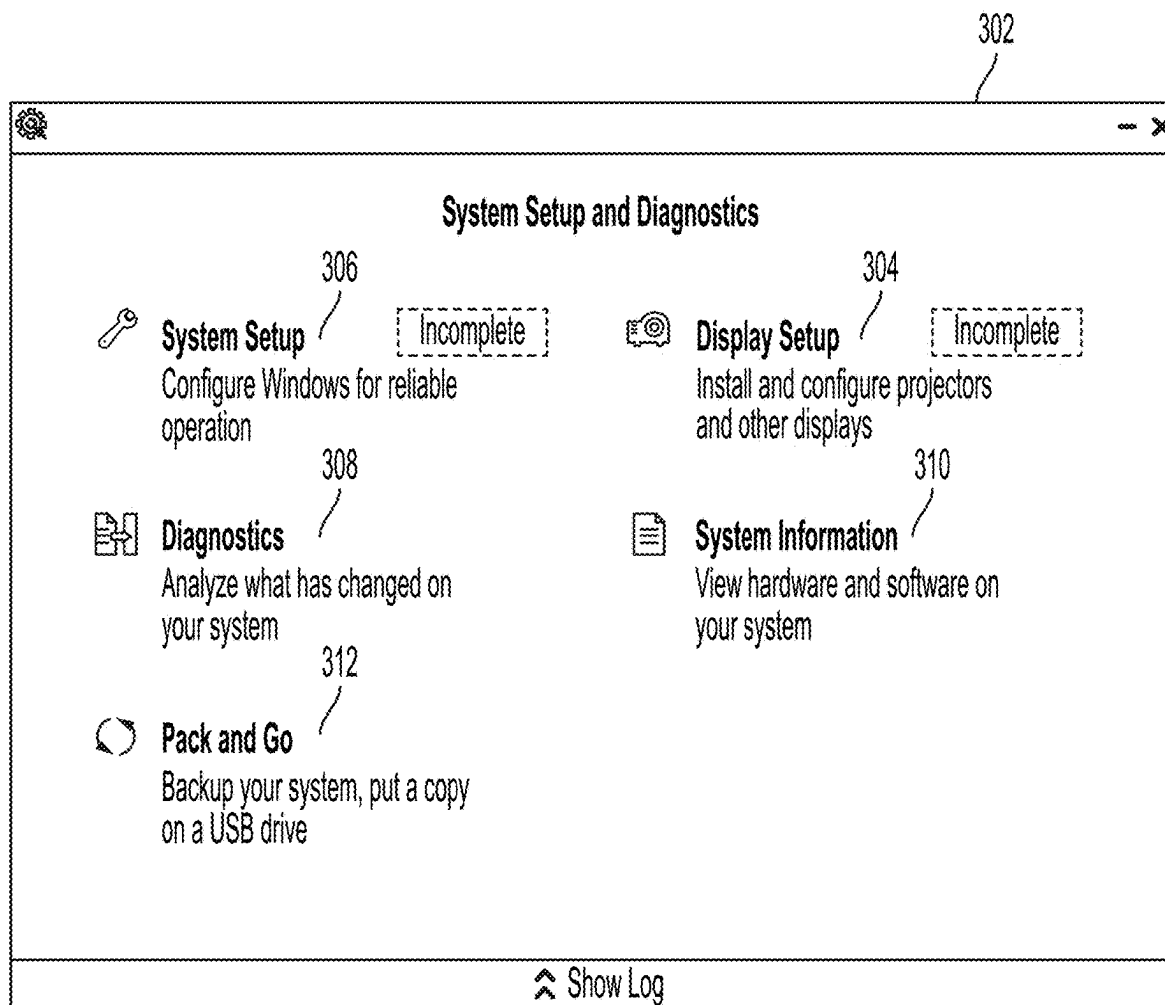 302
System Setup and Diagnostics
306
System Setup
Incomplete
Configure Windows for reliable
operation
304
Display Setup
Incomplete
Install and configure projectors
and other displays
308
Diagnostics
Analyze what has changed on
your system
310
System Information
View hardware and software on
your system
312
Pack and Go
Backup your system, put a copy
on a USB drive
Show Log